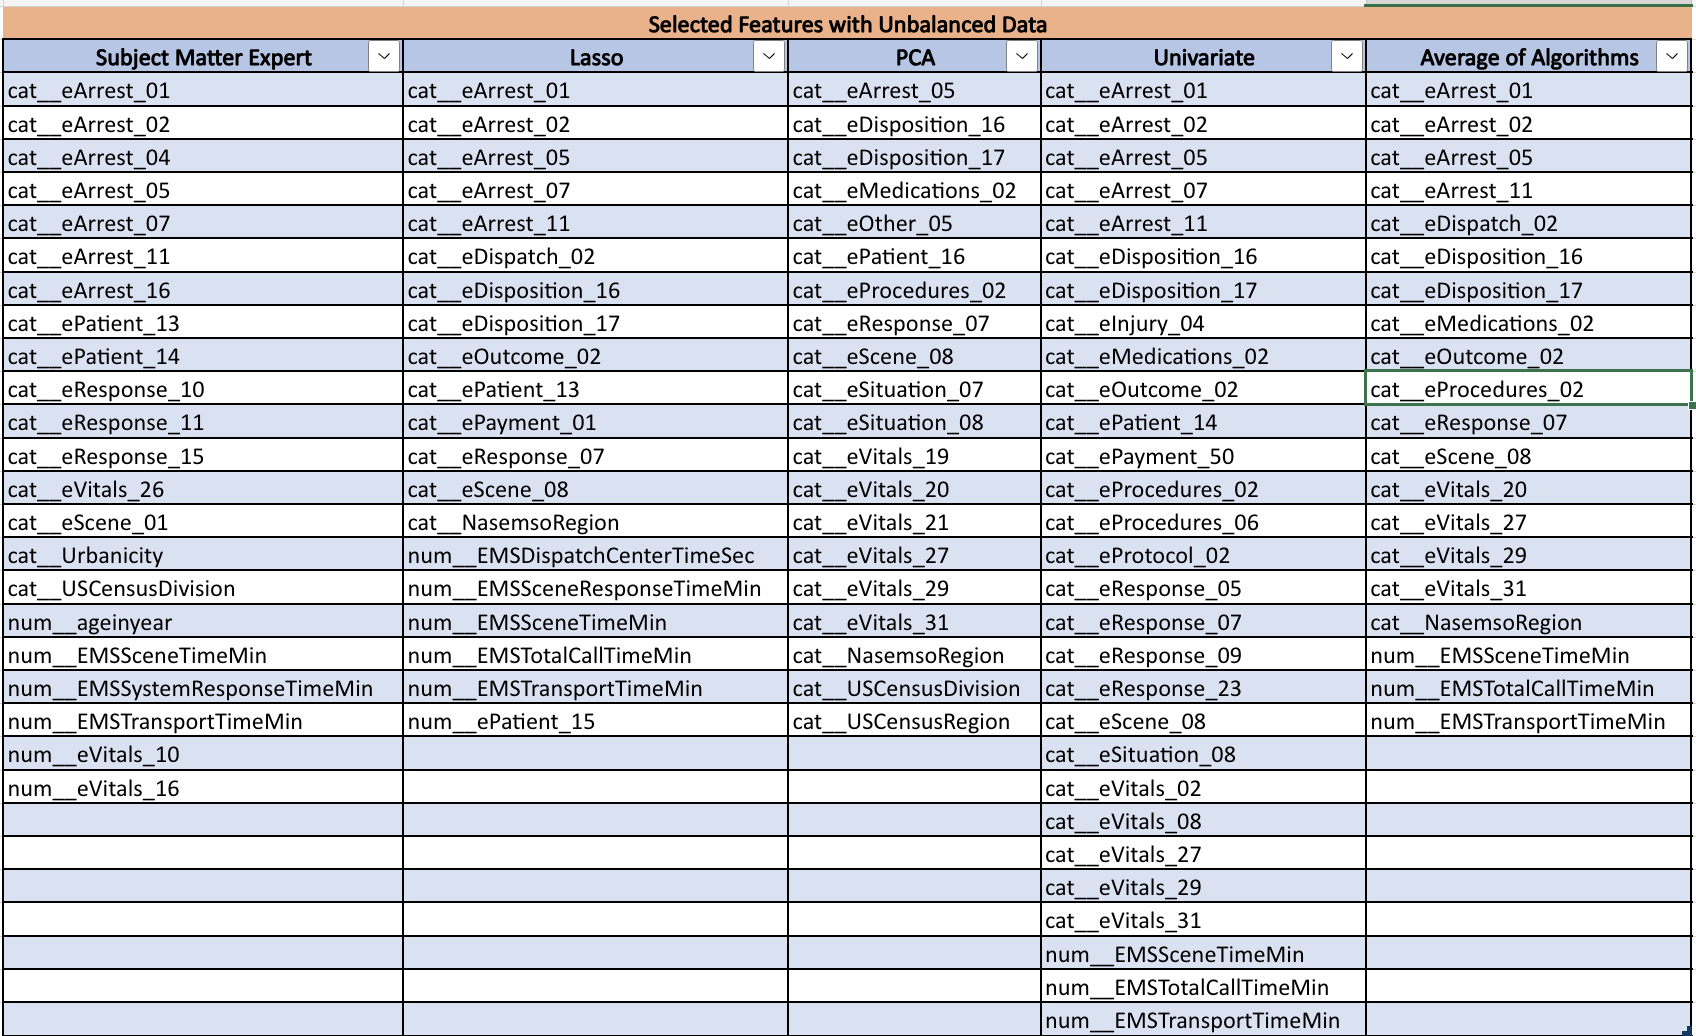 Selected Features with Unbalanced Data
Subject Matter Expert Lasso PCA Univariate Average of Algorithms
cat__eArrest_01 cat__eArrest_01 cat__eArrest_05 cat__eArrest_01 cat__eArrest_01
cat__eArrest_02 cat__eArrest_02 cat__eDisposition_16 cat__eArrest_02 cat__eArrest_02
cat__eArrest_04 cat__eArrest_05 cat__eDisposition_17 cat__eArrest_05 cat__eArrest_05
cat__eArrest_05 cat__eArrest_07 cat__eMedications_02 cat__eArrest_07 cat__eArrest_11
cat__eArrest_07 cat__eArrest_11 cat__eOther_05 cat__eArrest_11 cat__eDispatch_02
cat__eArrest_11 cat__eDispatch_02 cat__ePatient_16 cat__eDisposition_16 cat__eDisposition_16
cat__eArrest_16 cat__eDisposition_16 cat__eProcedures_02 cat__eDisposition_17 cat__eDisposition_17
cat__ePatient_13 cat__eDisposition_17 cat__eResponse_07 cat__eInjury_04 cat__eMedications_02
cat__ePatient_14 cat__eOutcome_02 cat__eScene_08 cat__eMedications_02 cat__eOutcome_02
cat__eResponse_10 cat__ePatient_13 cat__eSituation_07 cat__eOutcome_02 cat__eProcedures_02
cat__eResponse_11 cat__ePayment_01 cat__eSituation_08 cat__ePatient_14 cat__eResponse_07
cat__eResponse_15 cat__eResponse_07 cat__eVitals_19 cat__ePayment_50 cat__eScene_08
cat__eVitals_26 cat__eScene_08 cat__eVitals_20 cat__eProcedures_02 cat__eVitals_20
cat__eScene_01 cat__NasemsoRegion cat__eVitals_21 cat__eProcedures_06 cat__eVitals_27
cat__Urbanicity num__EMSDispatchCenterTimeSec cat__eVitals_27 cat__eProtocol_02 cat__eVitals_29
cat__USCensusDivision num__EMSSceneResponseTimeMin cat__eVitals_29 cat__eResponse_05 cat__eVitals_31
num__ageinyear num__EMSSceneTimeMin cat__eVitals_31 cat__eResponse_07 cat__NasemsoRegion
num__EMSSceneTimeMin num__EMSTotalCallTimeMin cat__NasemsoRegion cat__eResponse_09 num__EMSSceneTimeMin
num__EMSSystemResponseTimeMin num__EMSTransportTimeMin cat__USCensusDivision cat__eResponse_23 num__EMSTotalCallTimeMin
num__EMSTransportTimeMin num__ePatient_15 cat__USCensusRegion cat__eScene_08 num__EMSTransportTimeMin
num__eVitals_10 cat__eSituation_08
num__eVitals_16 cat__eVitals_02
cat__eVitals_08
cat__eVitals_27
cat__eVitals_29
cat__eVitals_31
num__EMSSceneTimeMin
num__EMSTotalCallTimeMin
num__EMSTransportTimeMin